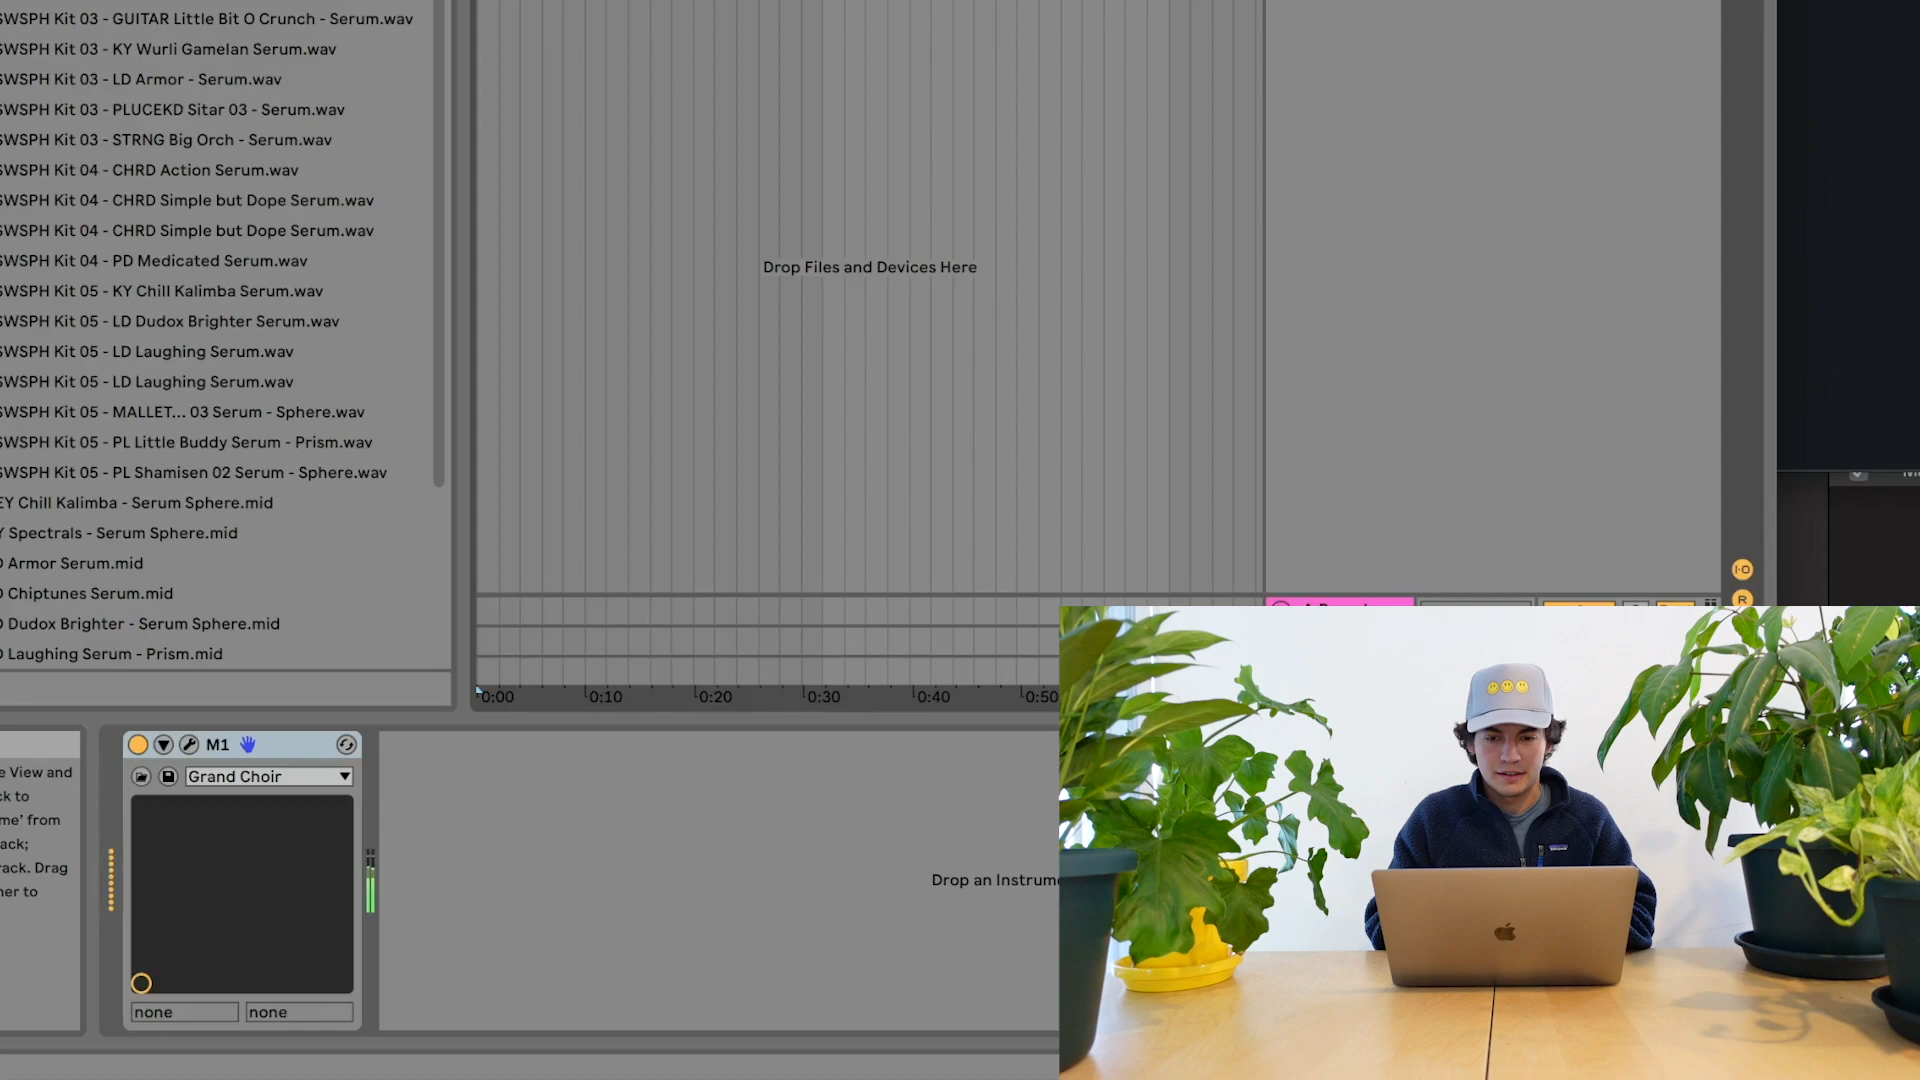 SWSPH Kit 03 - GUITAR Little Bit O Crunch - Serum.wav
SWSPH Kit 03 - KY Wurli Gamelan Serum.wav
SWSPH Kit 03 - LD Armor - Serum.wav
SWSPH Kit 03 - PLUCEKD Sitar 03 - Serum.wav
SWSPH Kit 03 - STRNG Big Orch - Serum.wav
SWSPH Kit 04 - CHRD Action Serum.wav
SWSPH Kit 04 - CHRD Simple but Dope Serum.wav
SWSPH Kit 04 - CHRD Simple but Dope Serum.wav
SWSPH Kit 04 - PD Medicated Serum.wav
SWSPH Kit 05 - KY Chill Kalimba Serum.wav
SWSPH Kit 05 - LD Dudox Brighter Serum.wav
SWSPH Kit 05 - LD Laughing Serum.wav
SWSPH Kit 05 - LD Laughing Serum.wav
SWSPH Kit 05 - MALLET... 03 Serum - Sphere.wav
SWSPH Kit 05 - PL Little Buddy Serum - Prism.wav
SWSPH Kit 05 - PL Shamisen 02 Serum - Sphere.wav
EY Chill Kalimba - Serum Sphere.mid
Y Spectrals - Serum Sphere.mid
D Armor Serum.mid
D Chiptunes Serum.mid
D Dudox Brighter - Serum Sphere.mid
D Laughing Serum - Prism.mid
Drop Files and Devices Here
I·O
R
0:00 0:10 0:20 0:30 0:40 0:50
e View and
ck to
me' from
ack;
rack. Drag
ner to
M1
Grand Choir
none none
Drop an Instrume